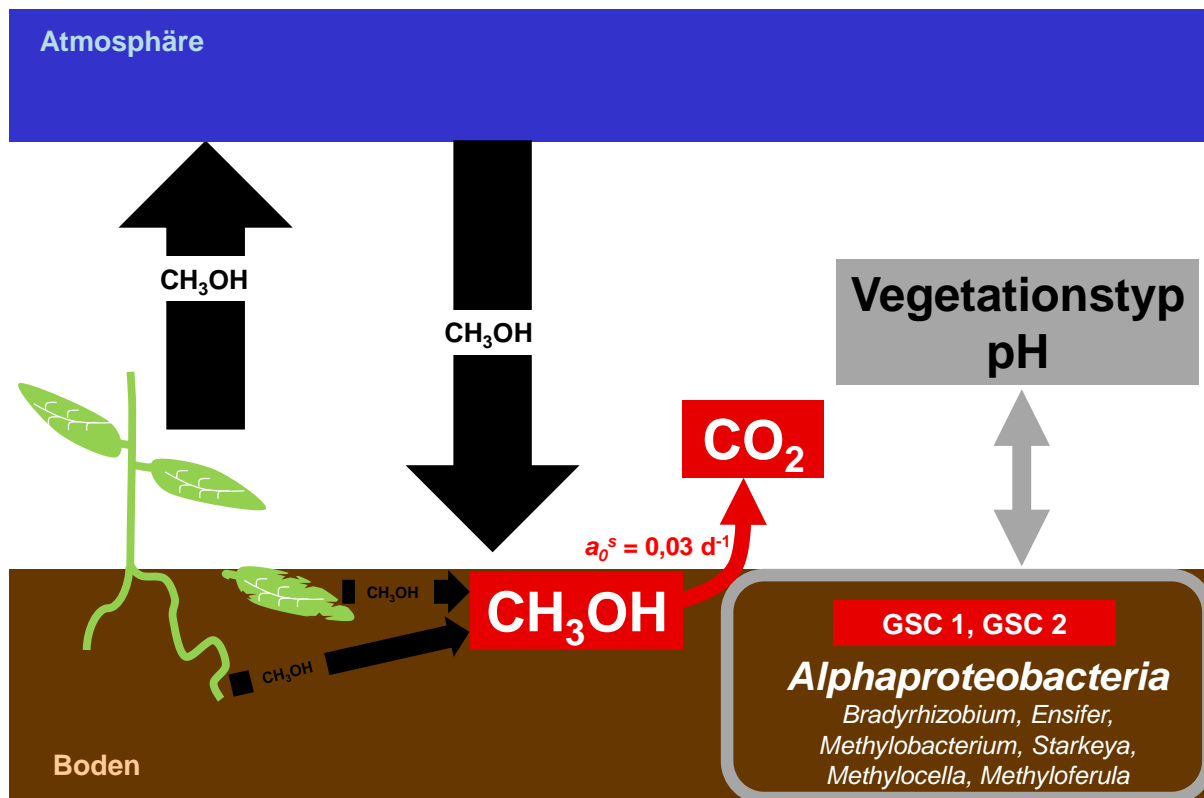 Atmosphäre
CH₃OH
CH₃OH
Vegetationstyp
pH
CO₂
a₀ˢ = 0,03 d⁻¹
CH₃OH
CH₃OH
CH₃OH
GSC 1, GSC 2
Alphaproteobacteria
Bradyrhizobium, Ensifer,
Methylobacterium, Starkeya,
Methylocella, Methyloferula
Boden